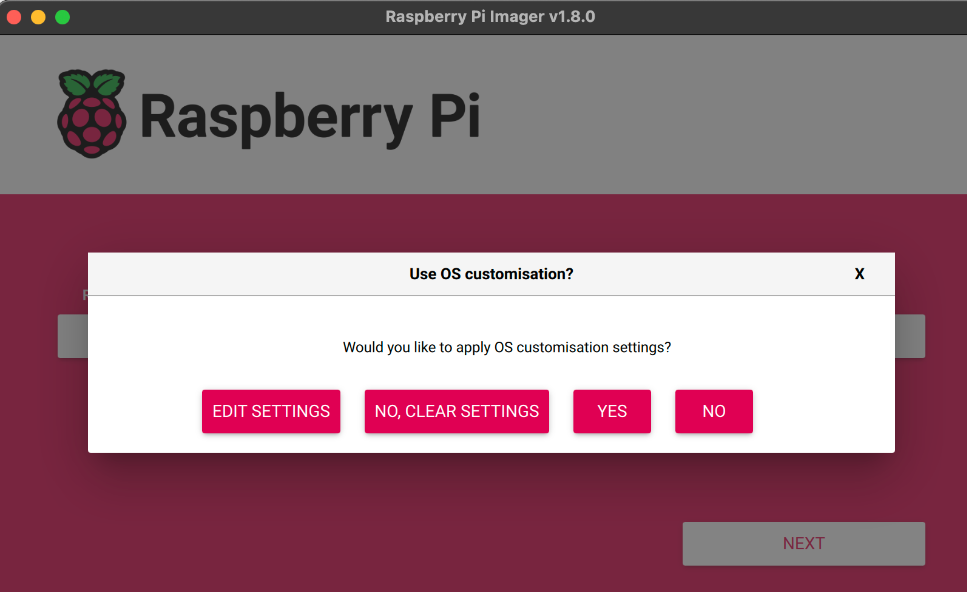 Raspberry Pi Imager v1.8.0
Raspberry Pi
Use OS customisation?
X
Would you like to apply OS customisation settings?
EDIT SETTINGS
NO, CLEAR SETTINGS
YES
NO
NEXT